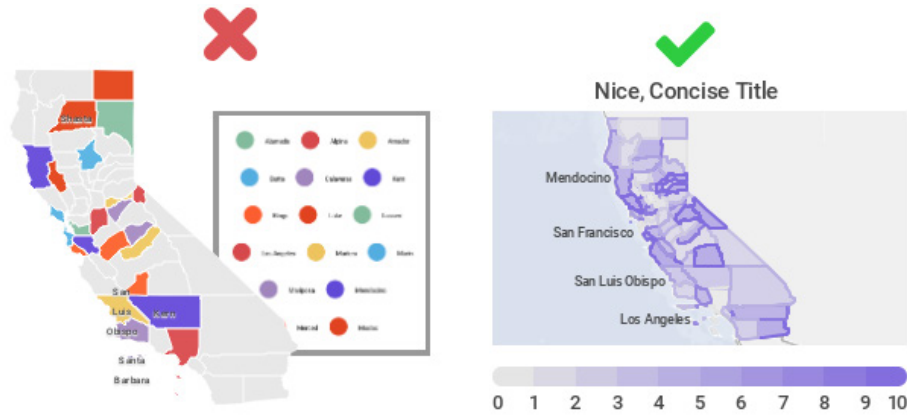 Nice, Concise Title
Shasta
Alameda Alpine Amador
Butte Calaveras Kern
Kings Lake Lassen
Los Angeles Madera Marin
Mariposa Mendocino
Merced Modoc
San
Luis
Obispo
Kern
Santa
Barbara
Mendocino
San Francisco
San Luis Obispo
Los Angeles
0 1 2 3 4 5 6 7 8 9 10